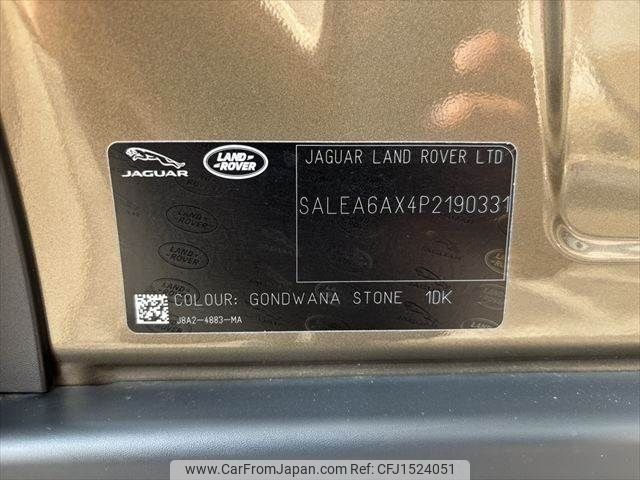 JAGUAR
LAND ROVER
JAGUAR LAND ROVER LTD
SALEA6AX4P2190331
COLOUR: GONDWANA STONE 1DK
J8A2-4883-MA
www.CarFromJapan.com - CFJ1524051